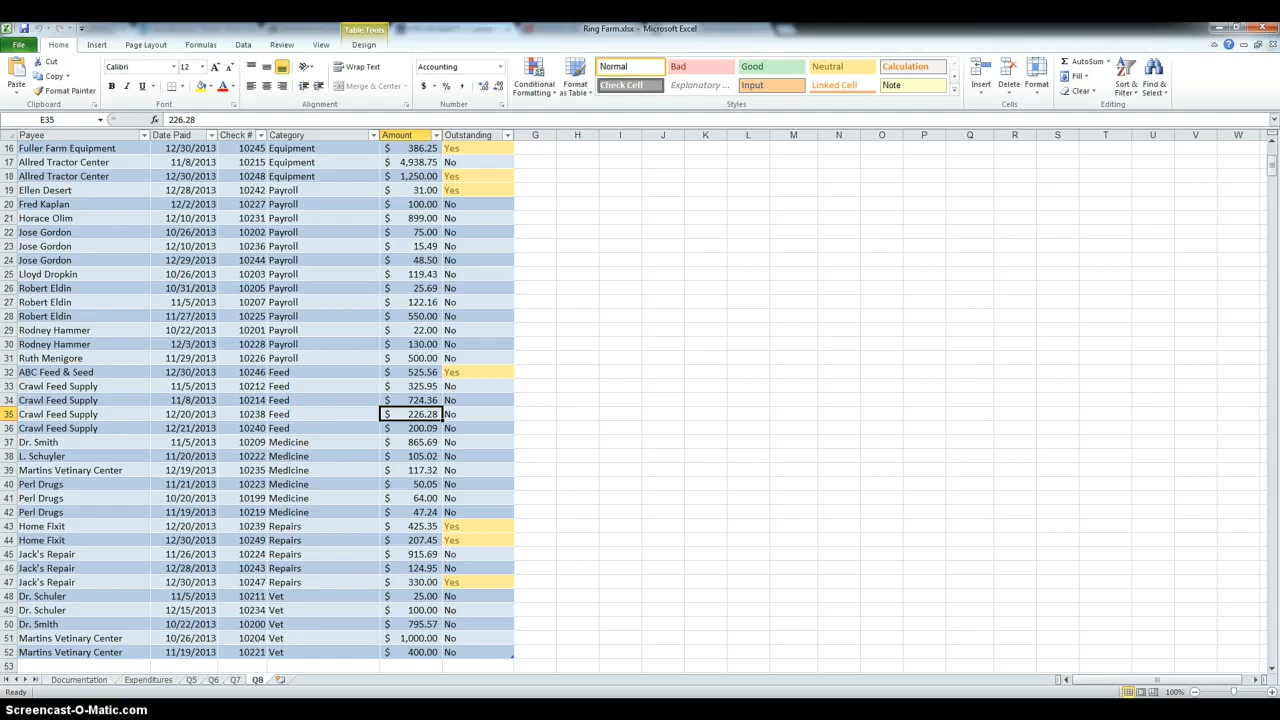 Ring Farm.xlsx - Microsoft Excel
Table Tools
File Home Insert Page Layout Formulas Data Review View Design
Paste
Cut
Copy
Format Painter
Clipboard
Calibri 12
B I U
Font
Wrap Text
Merge & Center
Alignment
Accounting
$ % ,
Number
Conditional Formatting
Format as Table
Normal Bad Good Neutral Calculation
Check Cell Explanatory ... Input Linked Cell Note
Styles
Insert Delete Format
Cells
AutoSum
Fill
Clear
Sort & Filter
Find & Select
Editing
E35 fx 226.28
Payee Date Paid Check # Category Amount Outstanding G H I J K L M N O P Q R S T U V W
16 Fuller Farm Equipment 12/30/2013 10245 Equipment $ 386.25 Yes
17 Allred Tractor Center 11/8/2013 10215 Equipment $ 4,938.75 No
18 Allred Tractor Center 12/30/2013 10248 Equipment $ 1,250.00 Yes
19 Ellen Desert 12/28/2013 10242 Payroll $ 31.00 Yes
20 Fred Kaplan 12/2/2013 10227 Payroll $ 100.00 No
21 Horace Olim 12/10/2013 10231 Payroll $ 899.00 No
22 Jose Gordon 10/26/2013 10202 Payroll $ 75.00 No
23 Jose Gordon 12/10/2013 10236 Payroll $ 15.49 No
24 Jose Gordon 12/29/2013 10244 Payroll $ 48.50 No
25 Lloyd Dropkin 10/26/2013 10203 Payroll $ 119.43 No
26 Robert Eldin 10/31/2013 10205 Payroll $ 25.69 No
27 Robert Eldin 11/5/2013 10207 Payroll $ 122.16 No
28 Robert Eldin 11/27/2013 10225 Payroll $ 550.00 No
29 Rodney Hammer 10/22/2013 10201 Payroll $ 22.00 No
30 Rodney Hammer 12/3/2013 10228 Payroll $ 130.00 No
31 Ruth Menigore 11/29/2013 10226 Payroll $ 500.00 No
32 ABC Feed & Seed 12/30/2013 10246 Feed $ 525.56 Yes
33 Crawl Feed Supply 11/5/2013 10212 Feed $ 325.95 No
34 Crawl Feed Supply 11/8/2013 10214 Feed $ 724.36 No
35 Crawl Feed Supply 12/20/2013 10238 Feed $ 226.28 No
36 Crawl Feed Supply 12/21/2013 10240 Feed $ 200.09 No
37 Dr. Smith 11/5/2013 10209 Medicine $ 865.69 No
38 L. Schuyler 11/20/2013 10222 Medicine $ 105.02 No
39 Martins Vetinary Center 12/19/2013 10235 Medicine $ 117.32 No
40 Perl Drugs 11/21/2013 10223 Medicine $ 50.05 No
41 Perl Drugs 10/20/2013 10199 Medicine $ 64.00 No
42 Perl Drugs 11/19/2013 10219 Medicine $ 47.24 No
43 Home Fixit 12/20/2013 10239 Repairs $ 425.35 Yes
44 Home Fixit 12/30/2013 10249 Repairs $ 207.45 Yes
45 Jack's Repair 11/26/2013 10224 Repairs $ 915.69 No
46 Jack's Repair 12/28/2013 10243 Repairs $ 124.95 No
47 Jack's Repair 12/30/2013 10247 Repairs $ 330.00 Yes
48 Dr. Schuler 11/5/2013 10211 Vet $ 25.00 No
49 Dr. Schuler 12/15/2013 10234 Vet $ 100.00 No
50 Dr. Smith 10/22/2013 10200 Vet $ 795.57 No
51 Martins Vetinary Center 10/26/2013 10204 Vet $ 1,000.00 No
52 Martins Vetinary Center 11/19/2013 10221 Vet $ 400.00 No
53
Documentation Expenditures Q5 Q6 Q7 Q8
Ready 100%
Screencast-O-Matic.com